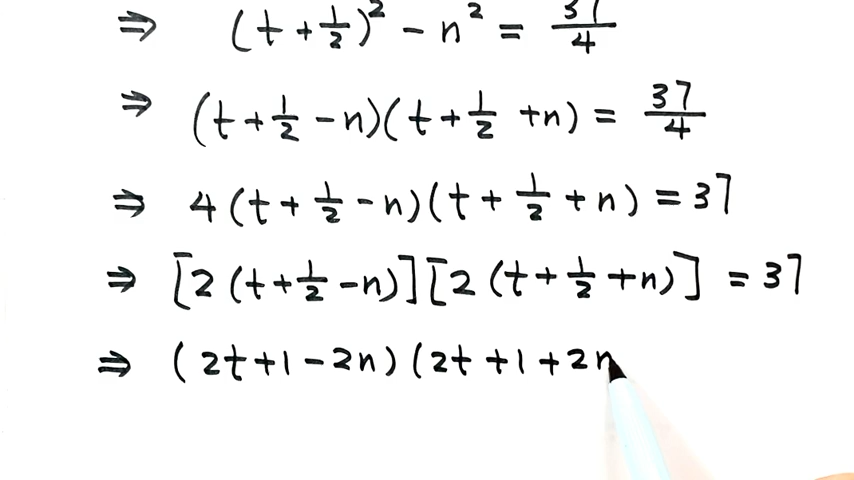 ⇒ (t + 1/2)² - n² = 37/4
⇒ (t + 1/2 - n)(t + 1/2 + n) = 37/4
⇒ 4(t + 1/2 - n)(t + 1/2 + n) = 37
⇒ [2(t + 1/2 - n)][2(t + 1/2 + n)] = 37
⇒ (2t + 1 - 2n)(2t + 1 + 2n